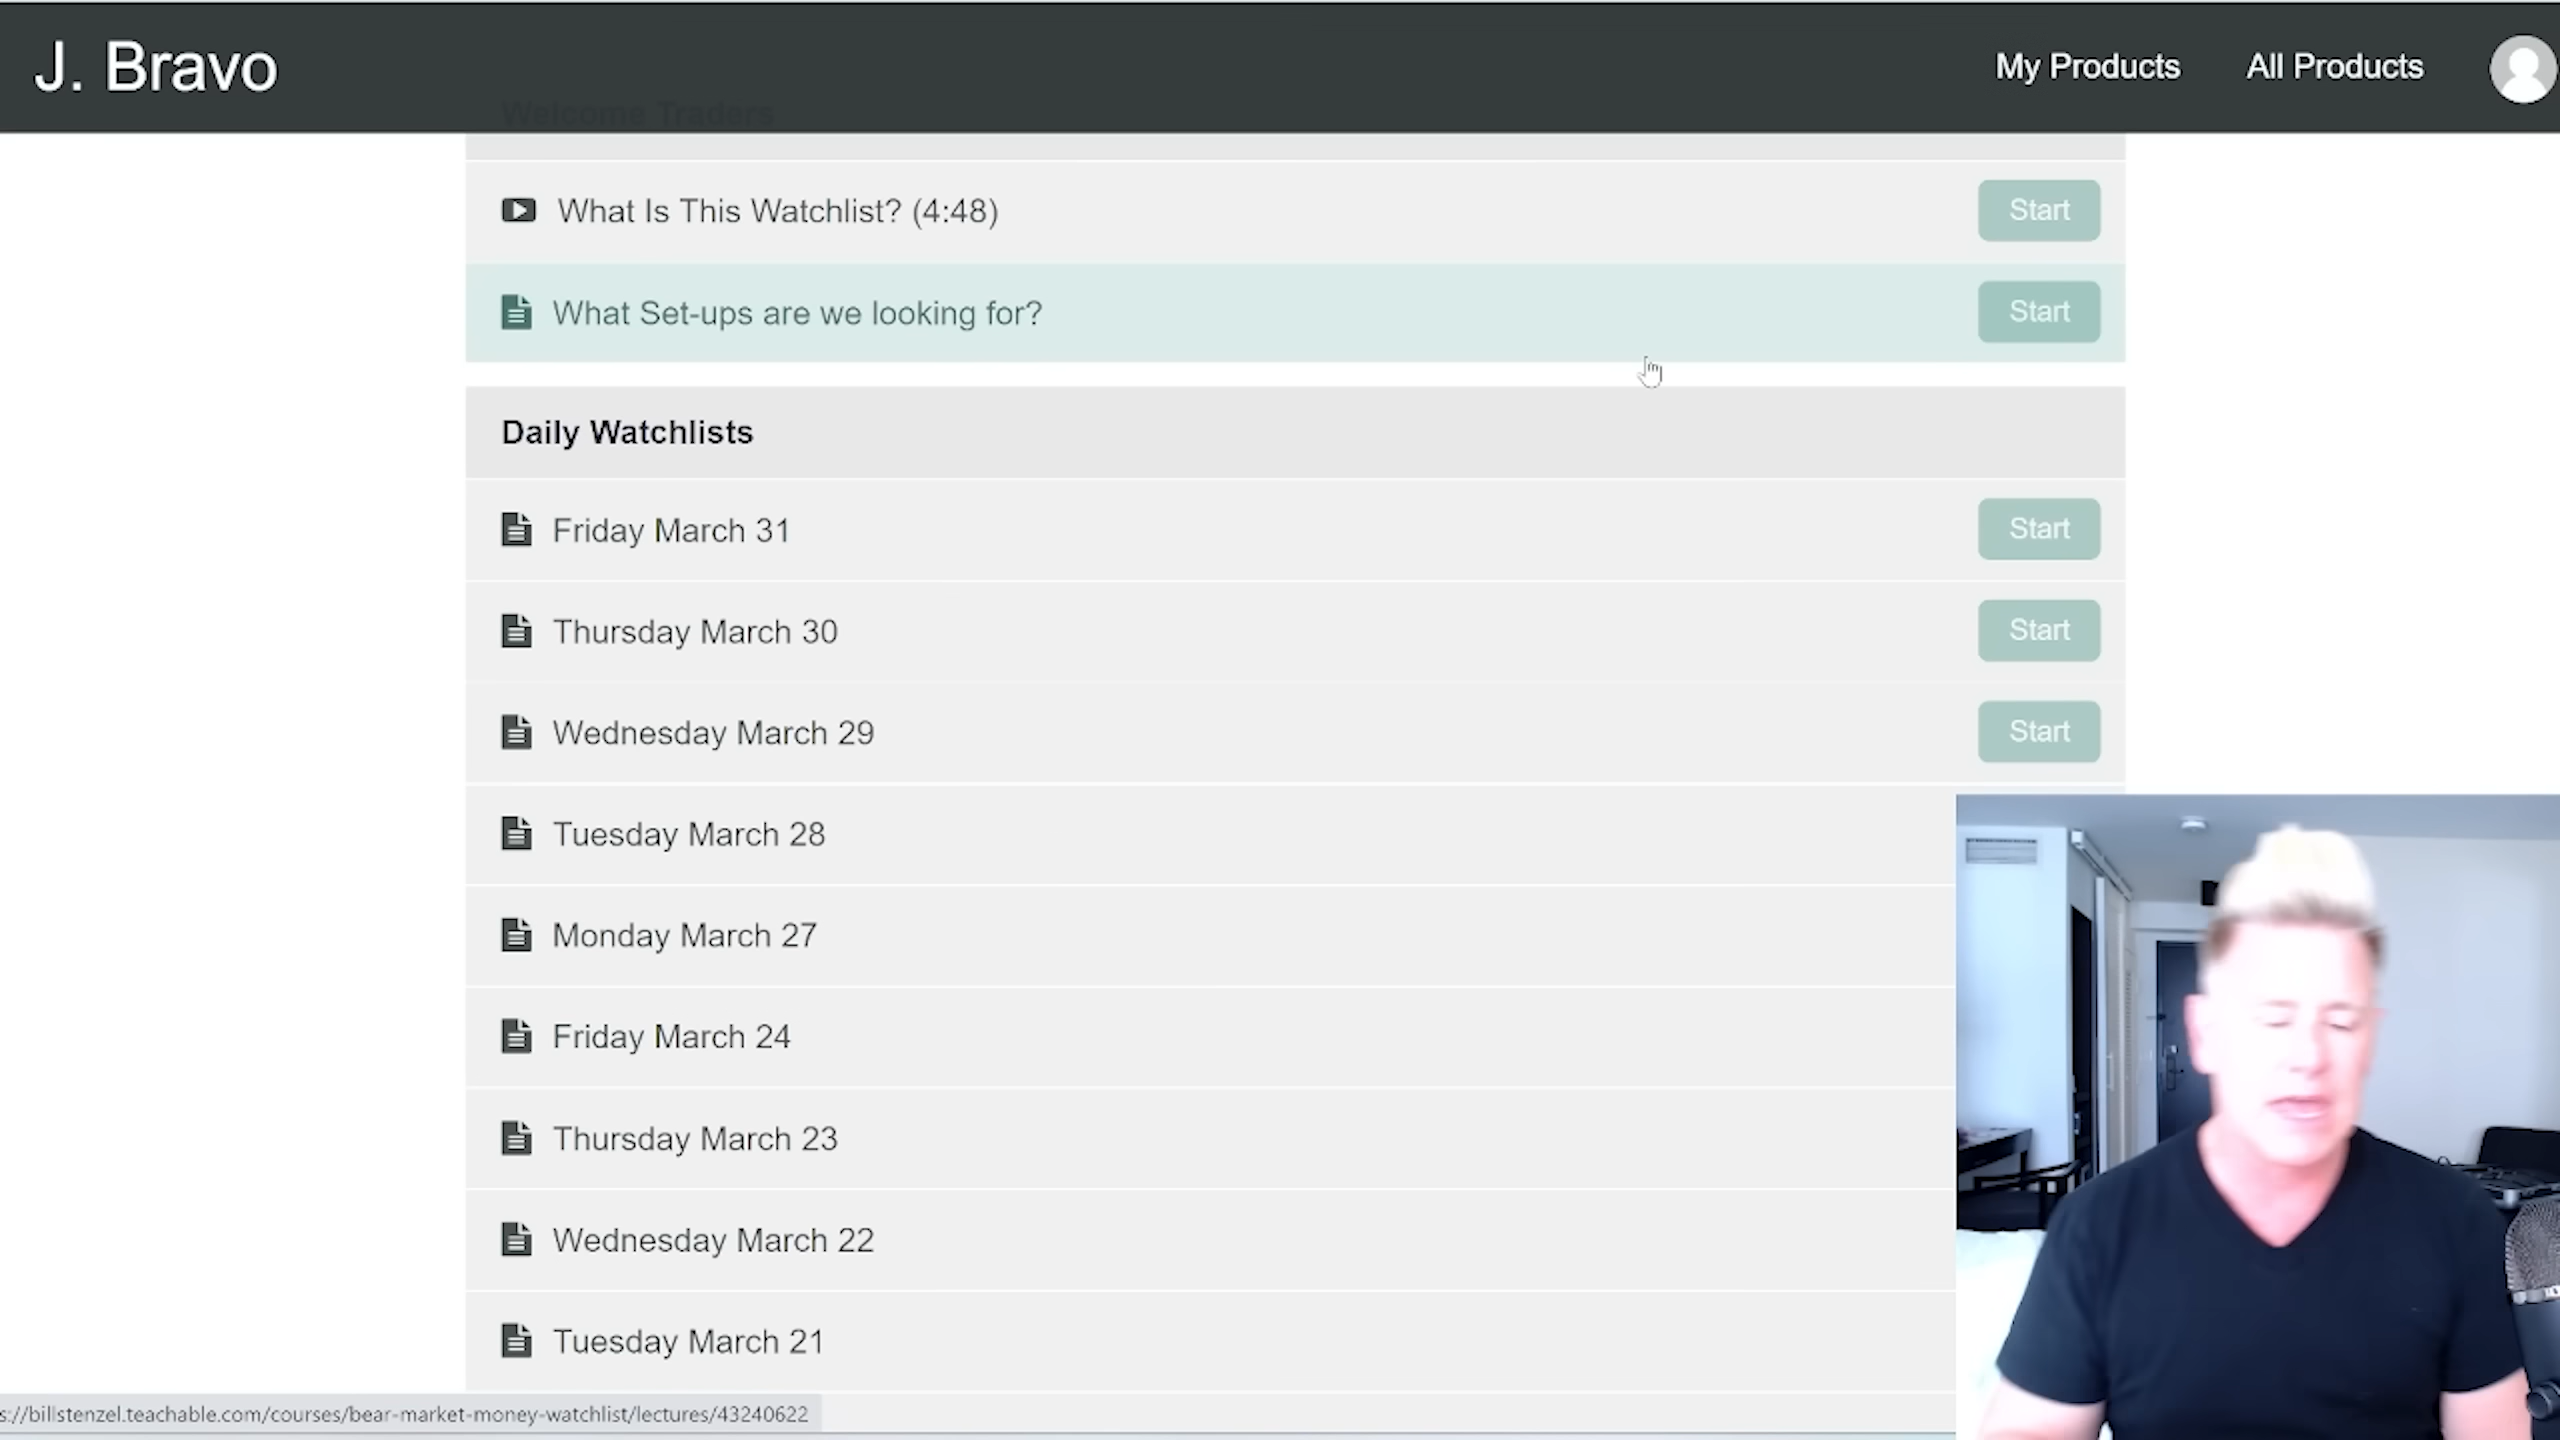 J. Bravo
My Products
All Products
Welcome Traders
What Is This Watchlist? (4:48)
Start
What Set-ups are we looking for?
Start
Daily Watchlists
Friday March 31
Start
Thursday March 30
Start
Wednesday March 29
Start
Tuesday March 28
Monday March 27
Friday March 24
Thursday March 23
Wednesday March 22
Tuesday March 21
s://billstenzel.teachable.com/courses/bear-market-money-watchlist/lectures/43240622